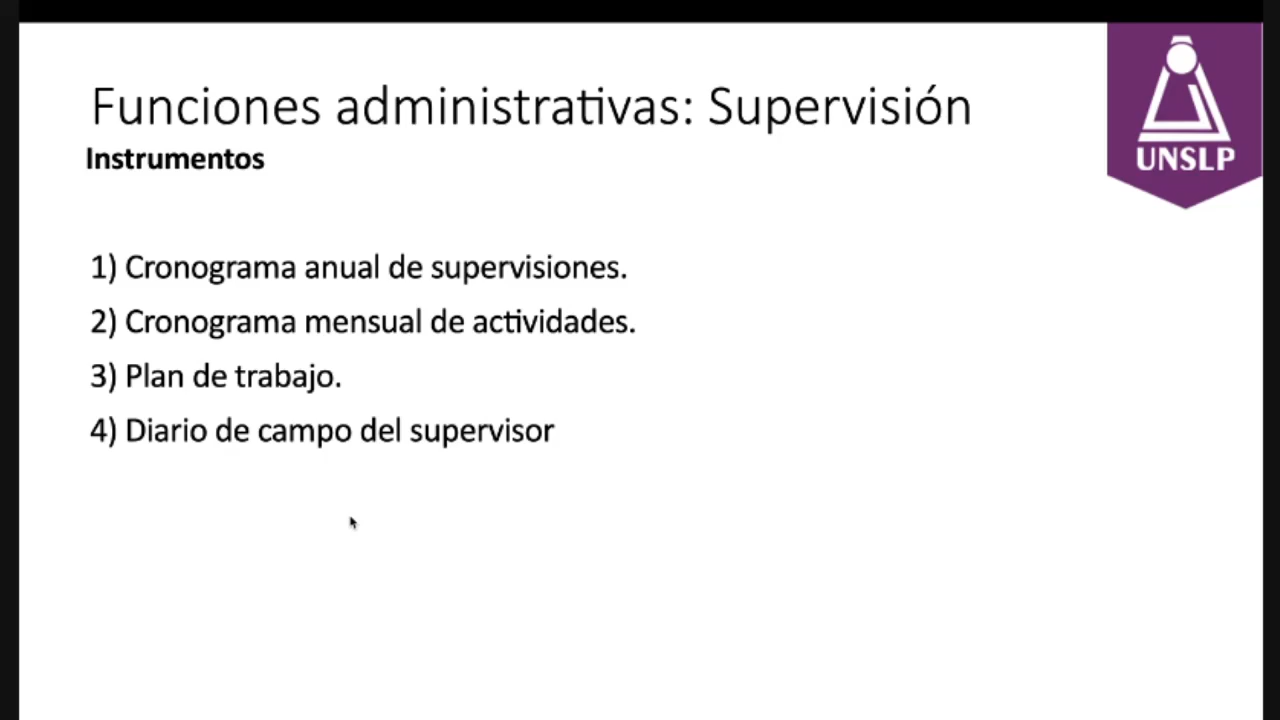 Funciones administrativas: Supervisión
Instrumentos
UNSLP
1) Cronograma anual de supervisiones.
2) Cronograma mensual de actividades.
3) Plan de trabajo.
4) Diario de campo del supervisor